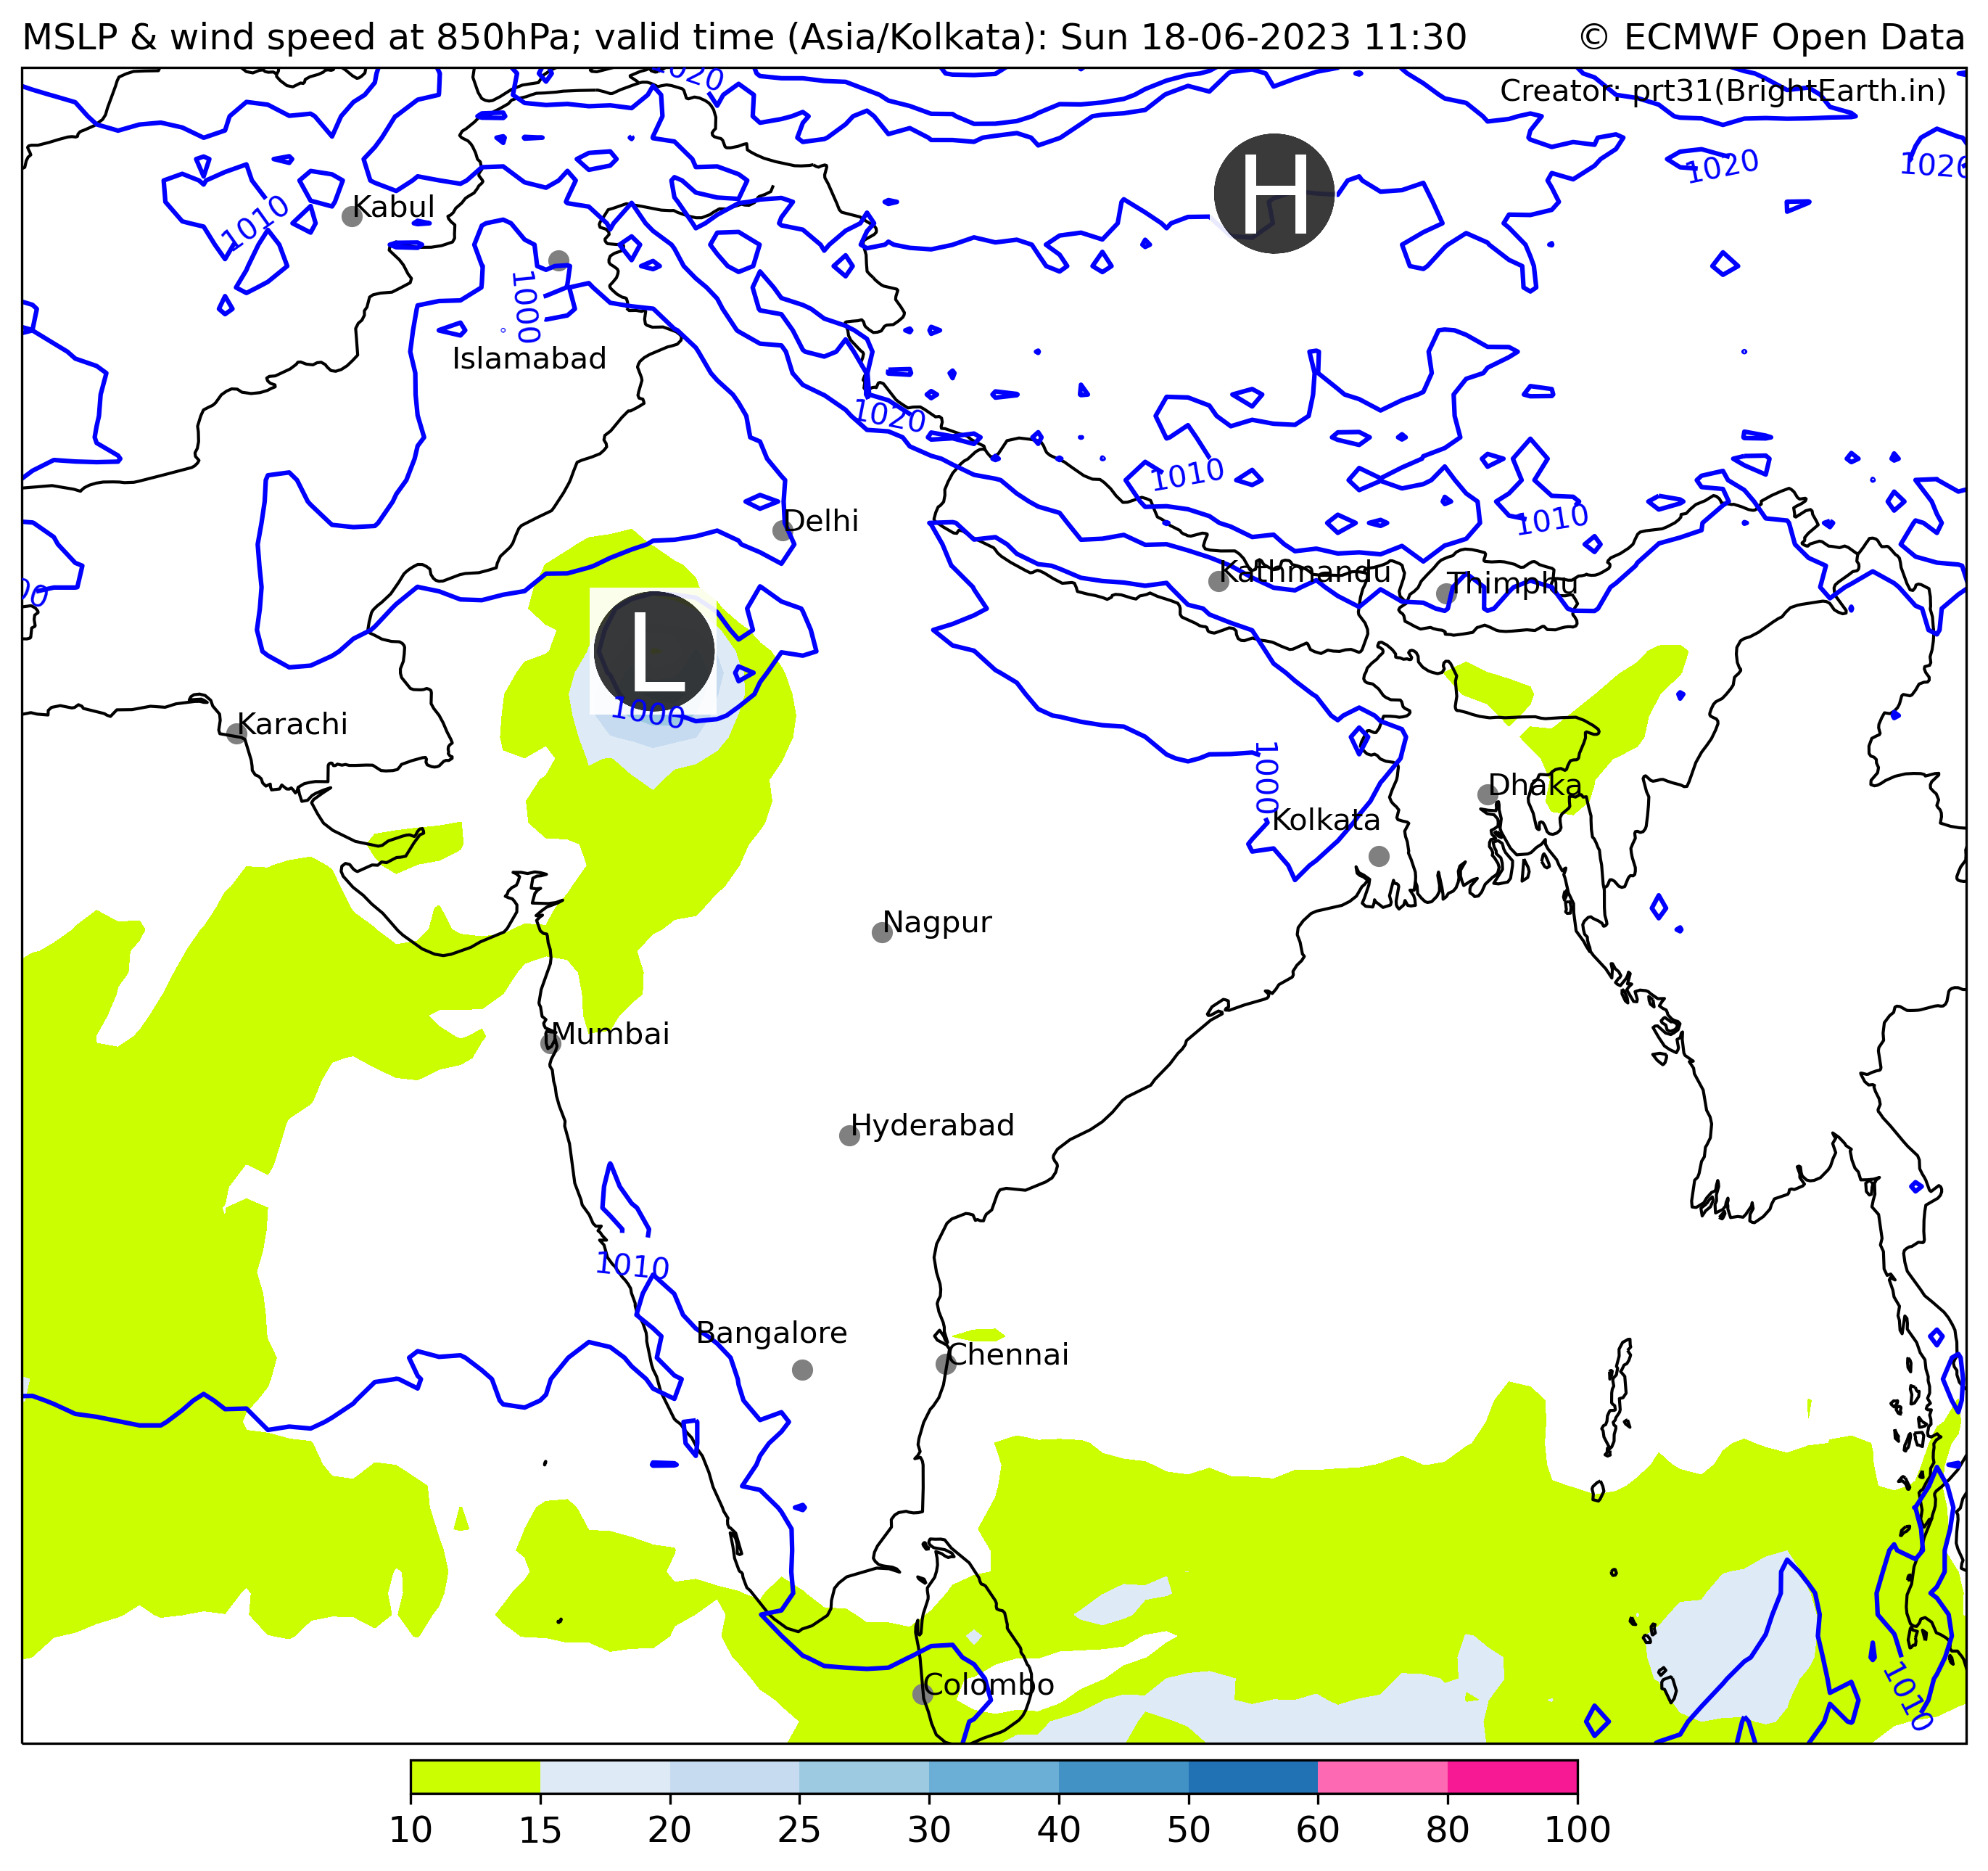 MSLP & wind speed at 850hPa; valid time (Asia/Kolkata): Sun 18-06-2023 11:30 © ECMWF Open Data
Creator: prt31(BrightEarth.in)
1020
H
1020
1020
Kabul
1010
1000
Islamabad
1020
1010
1010
Delhi
Kathmandu
Thimphu
L
1000
Karachi
1000
Dhaka
Kolkata
Nagpur
Mumbai
Hyderabad
1010
Bangalore
Chennai
Colombo
1010
10 15 20 25 30 40 50 60 80 100